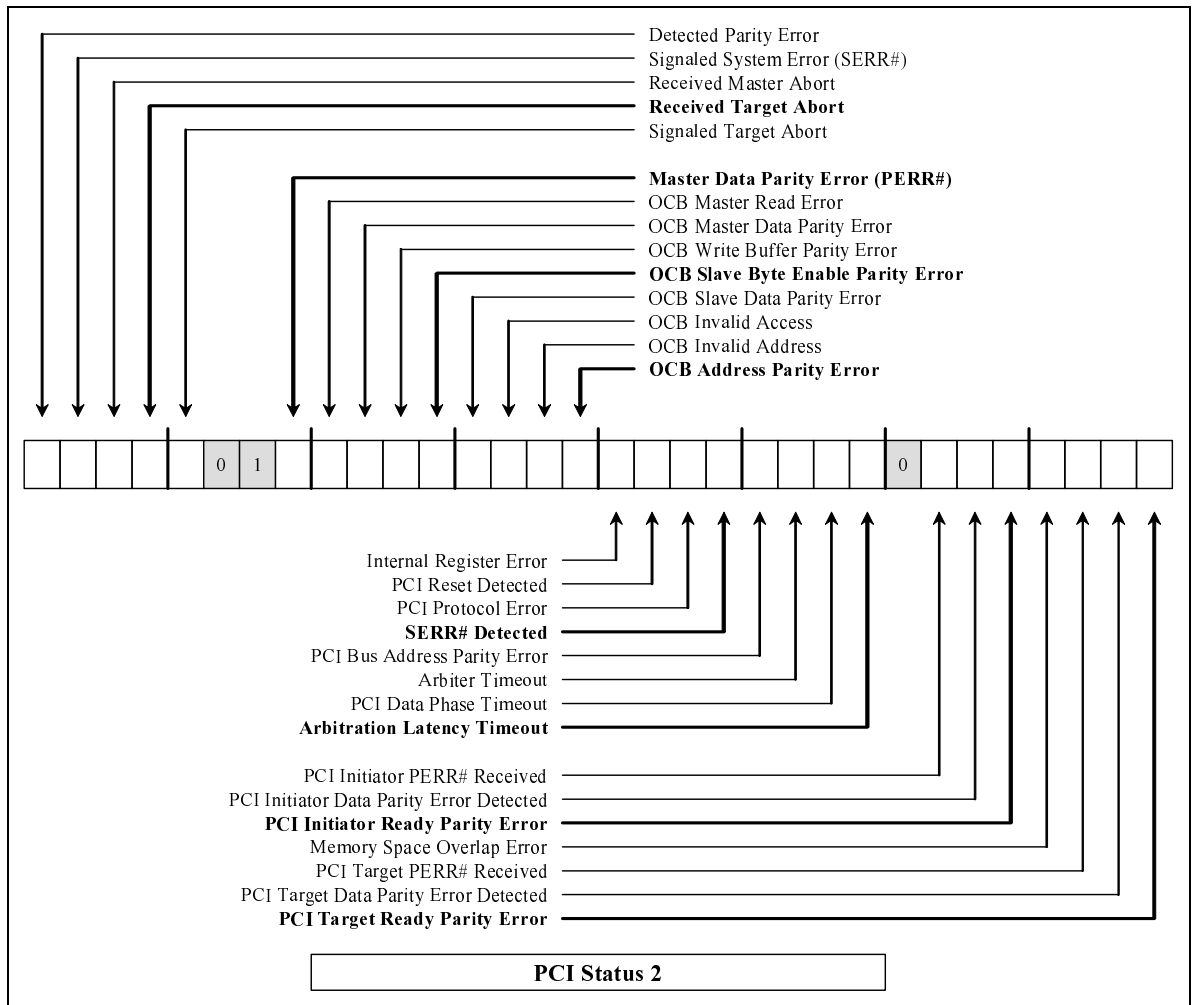 Detected Parity Error
Signaled System Error (SERR#)
Received Master Abort
Received Target Abort
Signaled Target Abort
Master Data Parity Error (PERR#)
OCB Master Read Error
OCB Master Data Parity Error
OCB Write Buffer Parity Error
OCB Slave Byte Enable Parity Error
OCB Slave Data Parity Error
OCB Invalid Access
OCB Invalid Address
OCB Address Parity Error
0 1 0
Internal Register Error
PCI Reset Detected
PCI Protocol Error
SERR# Detected
PCI Bus Address Parity Error
Arbiter Timeout
PCI Data Phase Timeout
Arbitration Latency Timeout
PCI Initiator PERR# Received
PCI Initiator Data Parity Error Detected
PCI Initiator Ready Parity Error
Memory Space Overlap Error
PCI Target PERR# Received
PCI Target Data Parity Error Detected
PCI Target Ready Parity Error
PCI Status 2